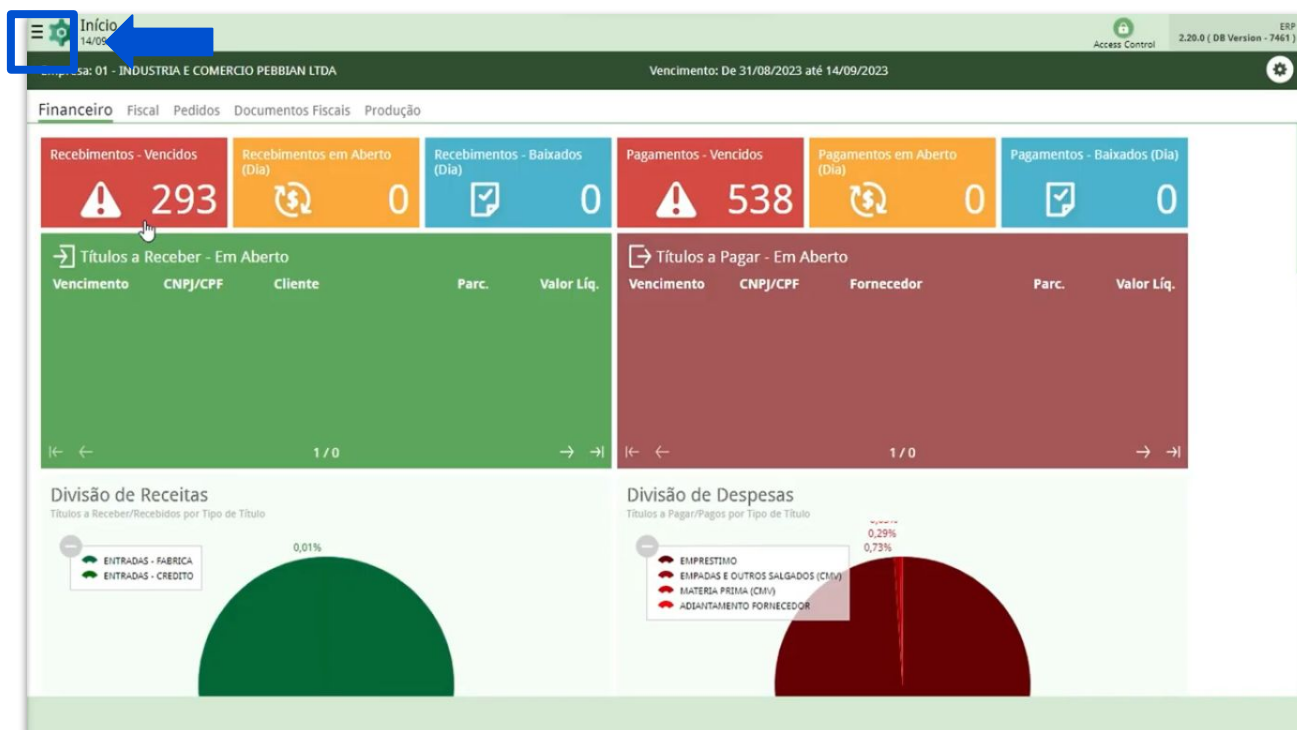 Início
14/09
Access Control
ERP
2.20.0 ( DB Version - 7461 )
Empresa: 01 - INDUSTRIA E COMERCIO PEBBIAN LTDA
Vencimento: De 31/08/2023 até 14/09/2023
Financeiro Fiscal Pedidos Documentos Fiscais Produção
Recebimentos - Vencidos
293
Recebimentos em Aberto
(Dia)
0
Recebimentos - Baixados
(Dia)
0
Pagamentos - Vencidos
538
Pagamentos em Aberto
(Dia)
0
Pagamentos - Baixados (Dia)
0
Títulos a Receber - Em Aberto
Vencimento CNPJ/CPF Cliente Parc. Valor Líq.
1 / 0
Títulos a Pagar - Em Aberto
Vencimento CNPJ/CPF Fornecedor Parc. Valor Líq.
1 / 0
Divisão de Receitas
Títulos a Receber/Recebidos por Tipo de Título
ENTRADAS - FABRICA
ENTRADAS - CREDITO
0,01%
Divisão de Despesas
Títulos a Pagar/Pagos por Tipo de Título
0,29%
0,73%
EMPRESTIMO
EMPADAS E OUTROS SALGADOS (CMV)
MATERIA PRIMA (CMV)
ADIANTAMENTO FORNECEDOR